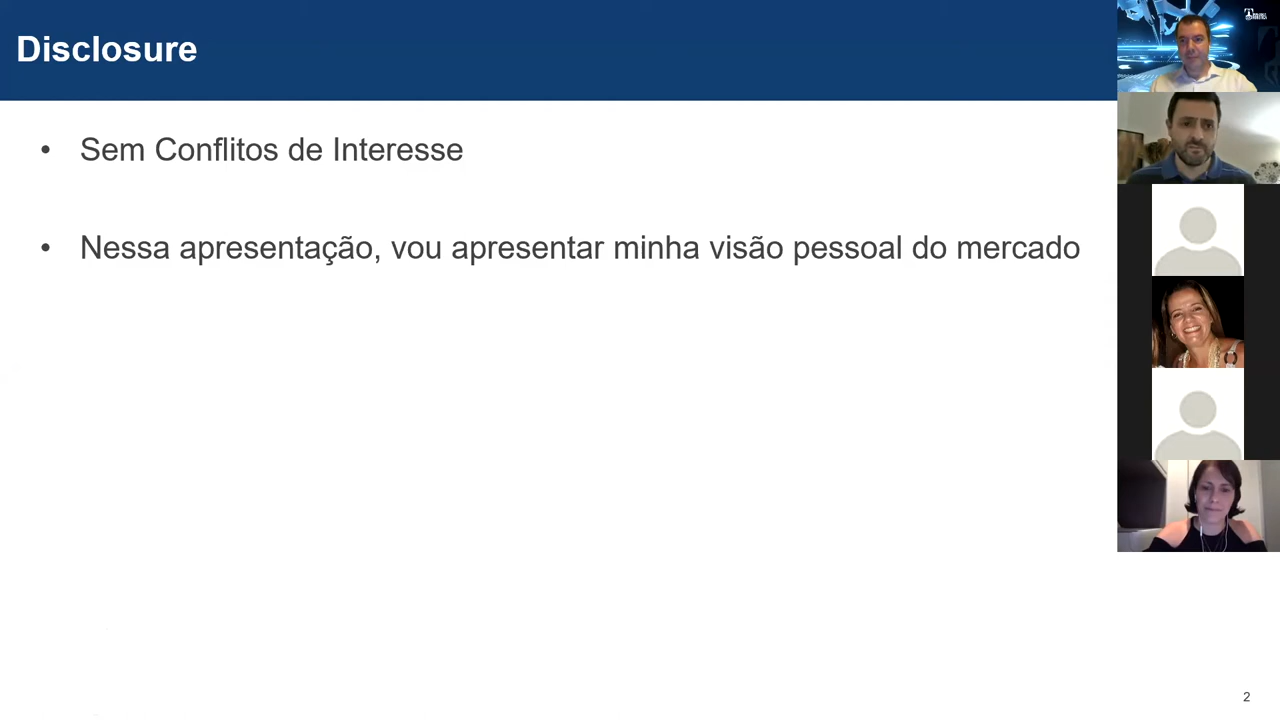 Disclosure
• Sem Conflitos de Interesse
• Nessa apresentação, vou apresentar minha visão pessoal do mercado
2